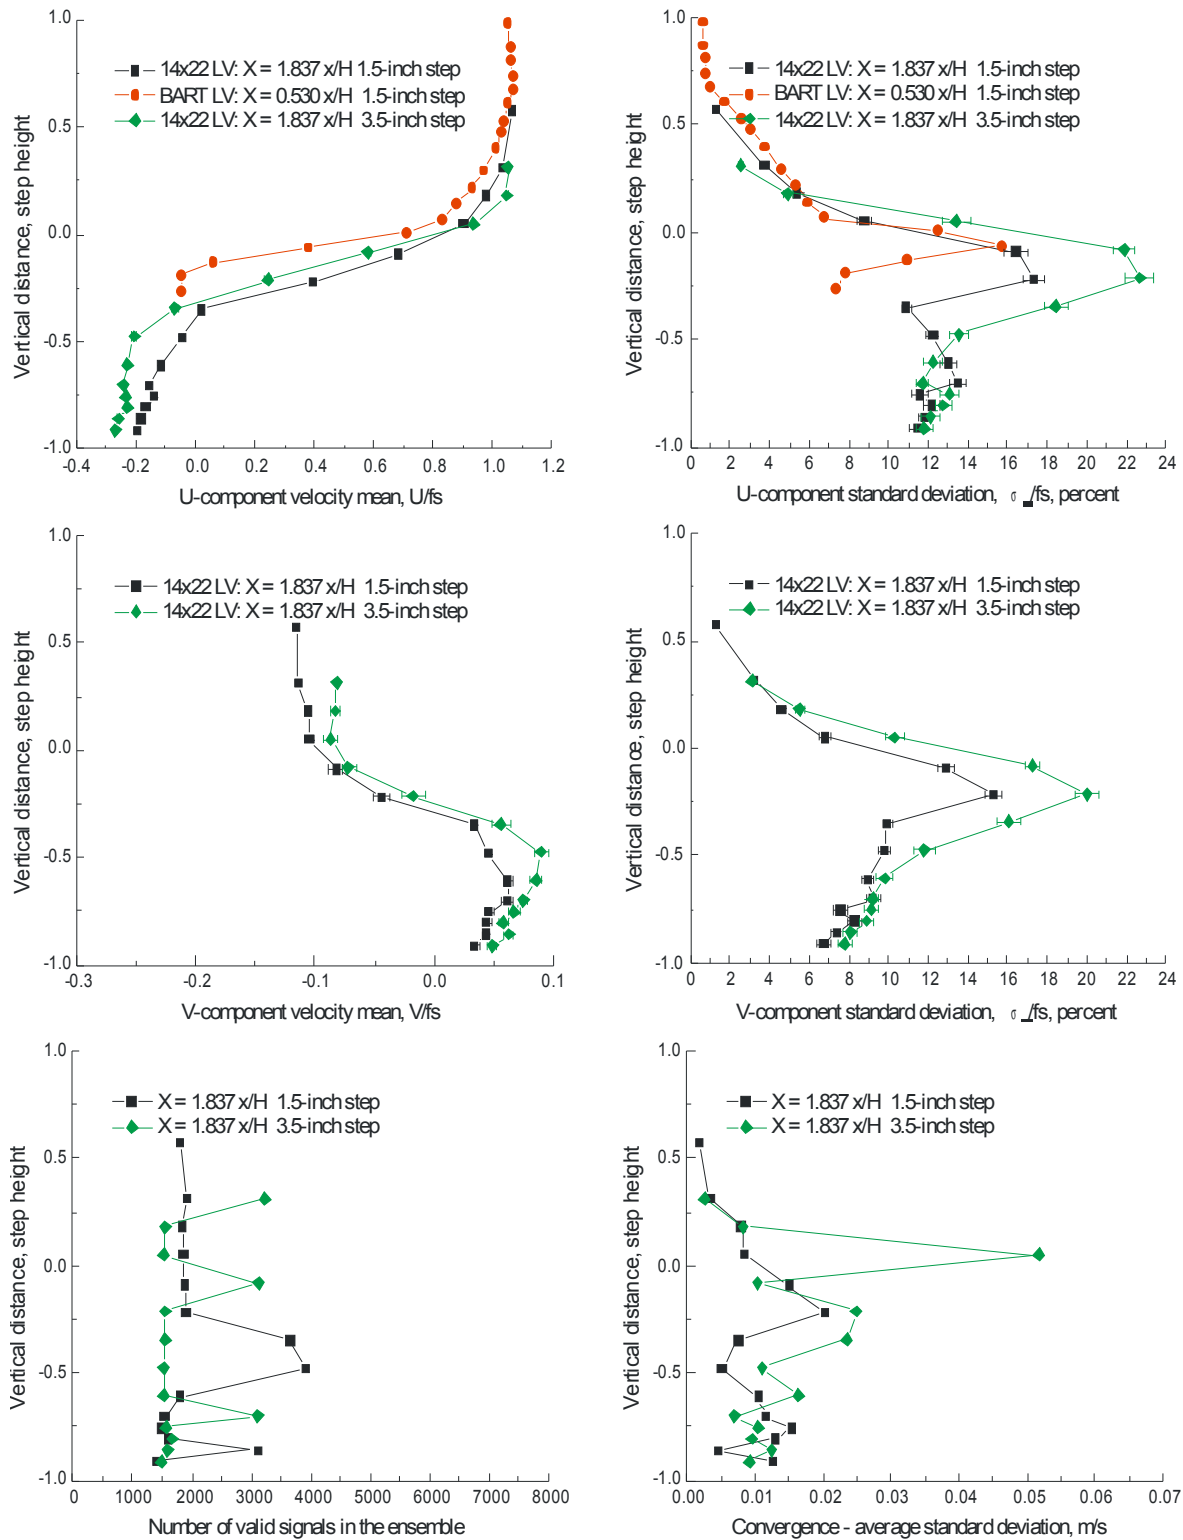 1.0
0.5
0.0
-0.5
-1.0
Vertical distance, step height
14x22 LV: X = 1.837 x/H 1.5-inch step
BART LV: X = 0.530 x/H 1.5-inch step
14x22 LV: X = 1.837 x/H 3.5-inch step
-0.4 -0.2 0.0 0.2 0.4 0.6 0.8 1.0 1.2
U-component velocity mean, U/fs
1.0
0.5
0.0
-0.5
-1.0
Vertical distance, step height
14x22 LV: X = 1.837 x/H 1.5-inch step
BART LV: X = 0.530 x/H 1.5-inch step
14x22 LV: X = 1.837 x/H 3.5-inch step
0 2 4 6 8 10 12 14 16 18 20 22 24
U-component standard deviation, σ_/fs, percent
1.0
0.5
0.0
-0.5
-1.0
Vertical distance, step height
14x22 LV: X = 1.837 x/H 1.5-inch step
14x22 LV: X = 1.837 x/H 3.5-inch step
-0.3 -0.2 -0.1 0.0 0.1
V-component velocity mean, V/fs
1.0
0.5
0.0
-0.5
-1.0
Vertical distance, step height
14x22 LV: X = 1.837 x/H 1.5-inch step
14x22 LV: X = 1.837 x/H 3.5-inch step
0 2 4 6 8 10 12 14 16 18 20 22 24
V-component standard deviation, σ_/fs, percent
1.0
0.5
0.0
-0.5
-1.0
Vertical distance, step height
X = 1.837 x/H 1.5-inch step
X = 1.837 x/H 3.5-inch step
0 1000 2000 3000 4000 5000 6000 7000 8000
Number of valid signals in the ensemble
1.0
0.5
0.0
-0.5
-1.0
Vertical distance, step height
X = 1.837 x/H 1.5-inch step
X = 1.837 x/H 3.5-inch step
0.00 0.01 0.02 0.03 0.04 0.05 0.06 0.07
Convergence - average standard deviation, m/s